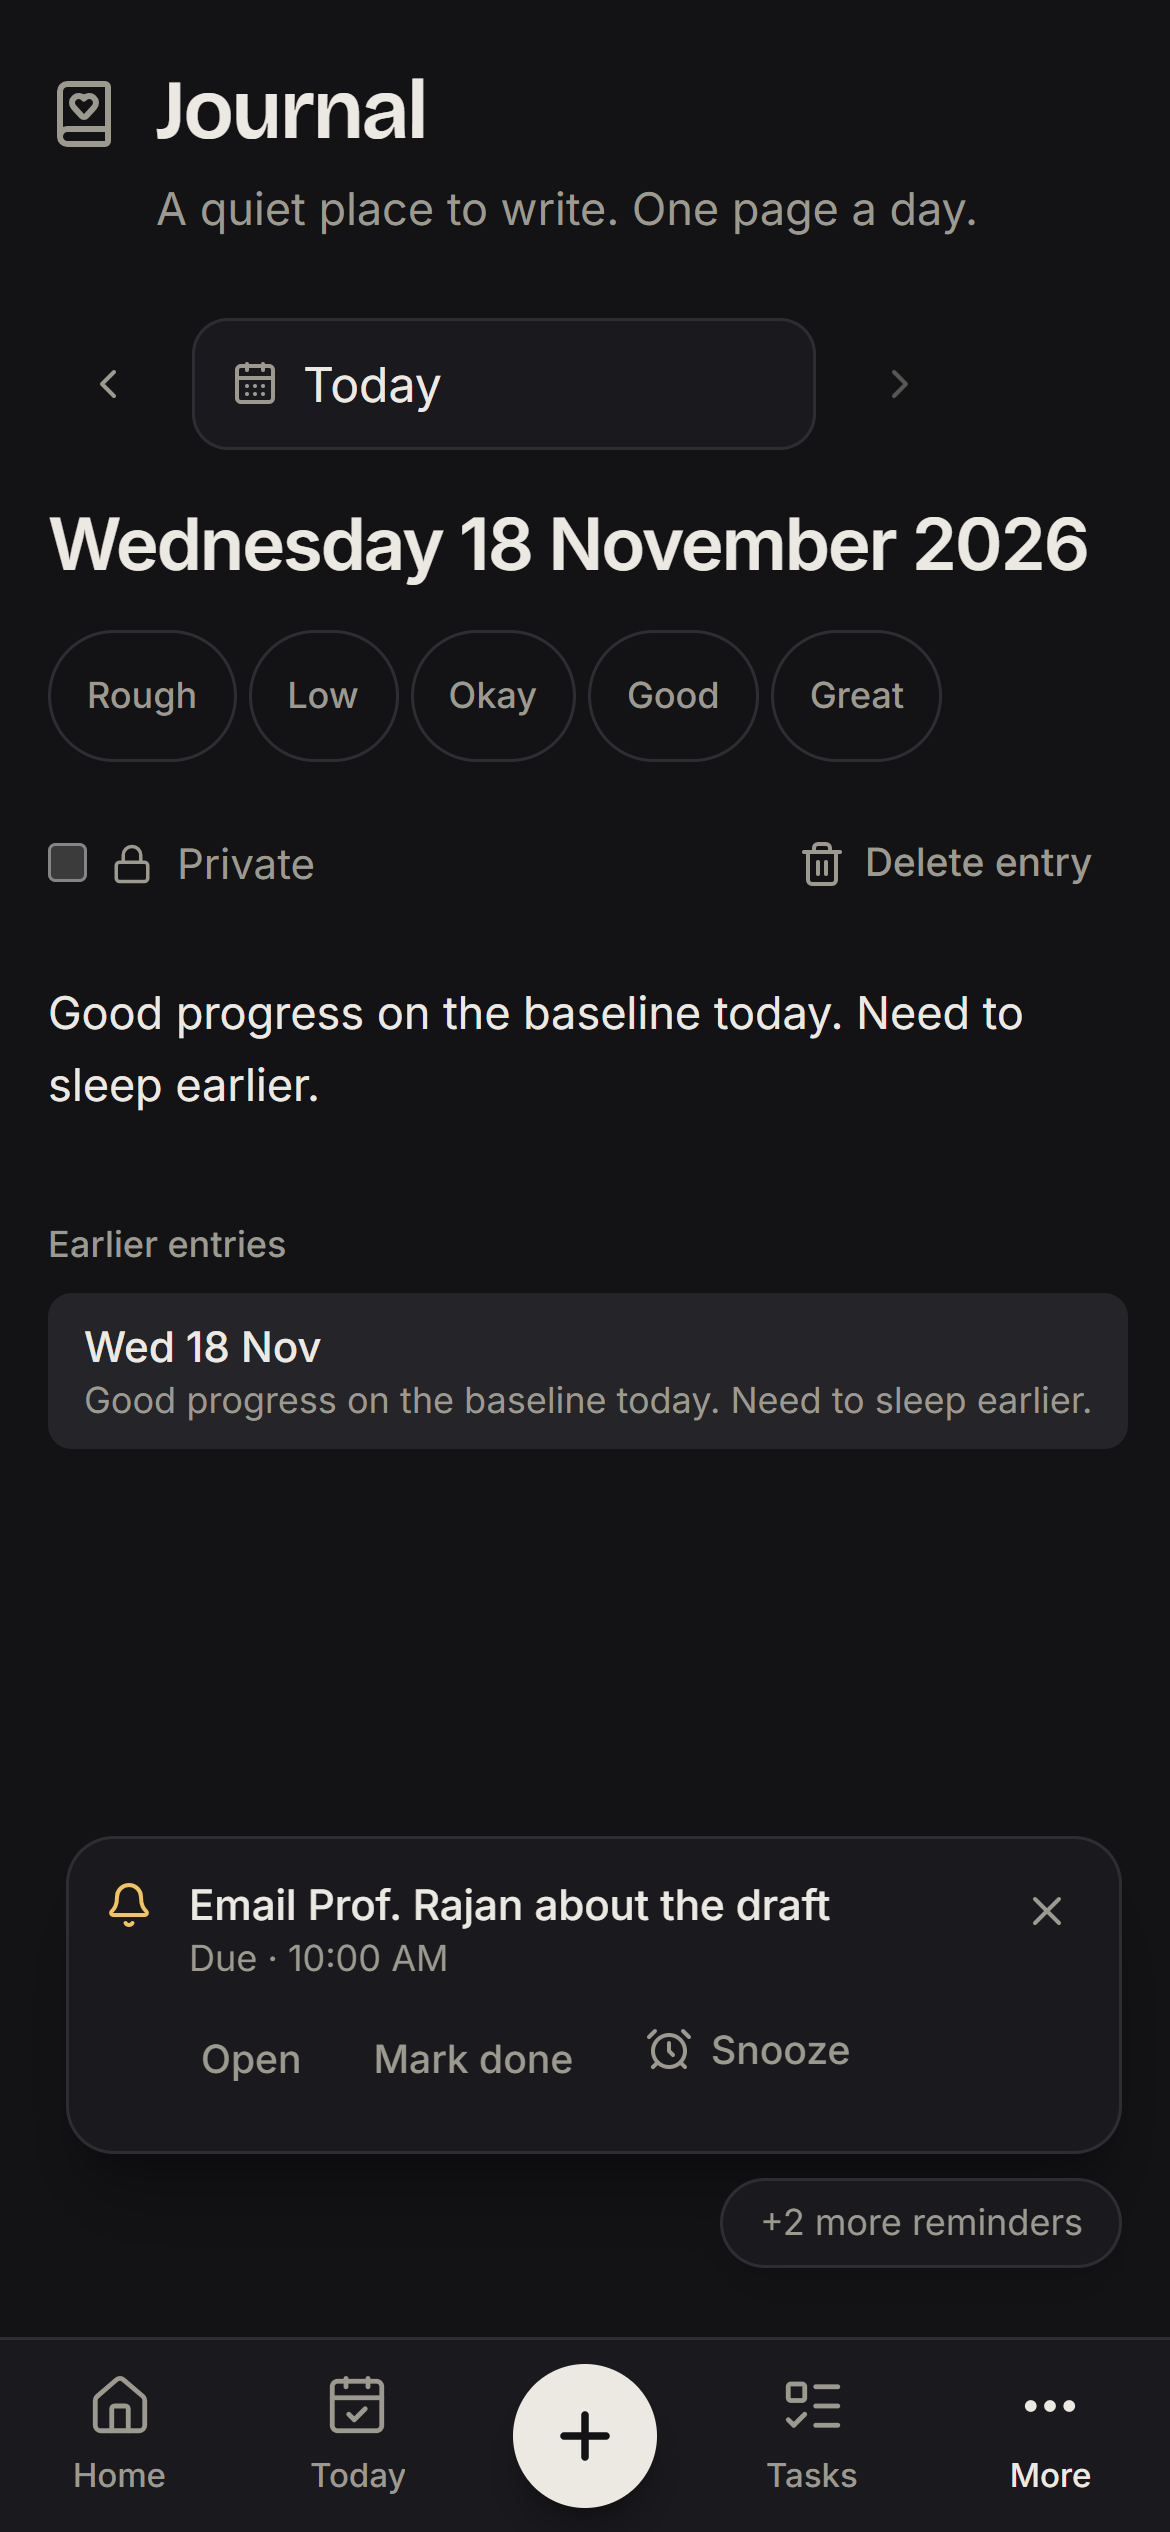 Journal
A quiet place to write. One page a day.
Today
Wednesday 18 November 2026
Rough Low Okay Good Great
Private Delete entry
Good progress on the baseline today. Need to
sleep earlier.
Earlier entries
Wed 18 Nov
Good progress on the baseline today. Need to sleep earlier.
Email Prof. Rajan about the draft
Due · 10:00 AM
Open Mark done Snooze
+2 more reminders
Home Today Tasks More